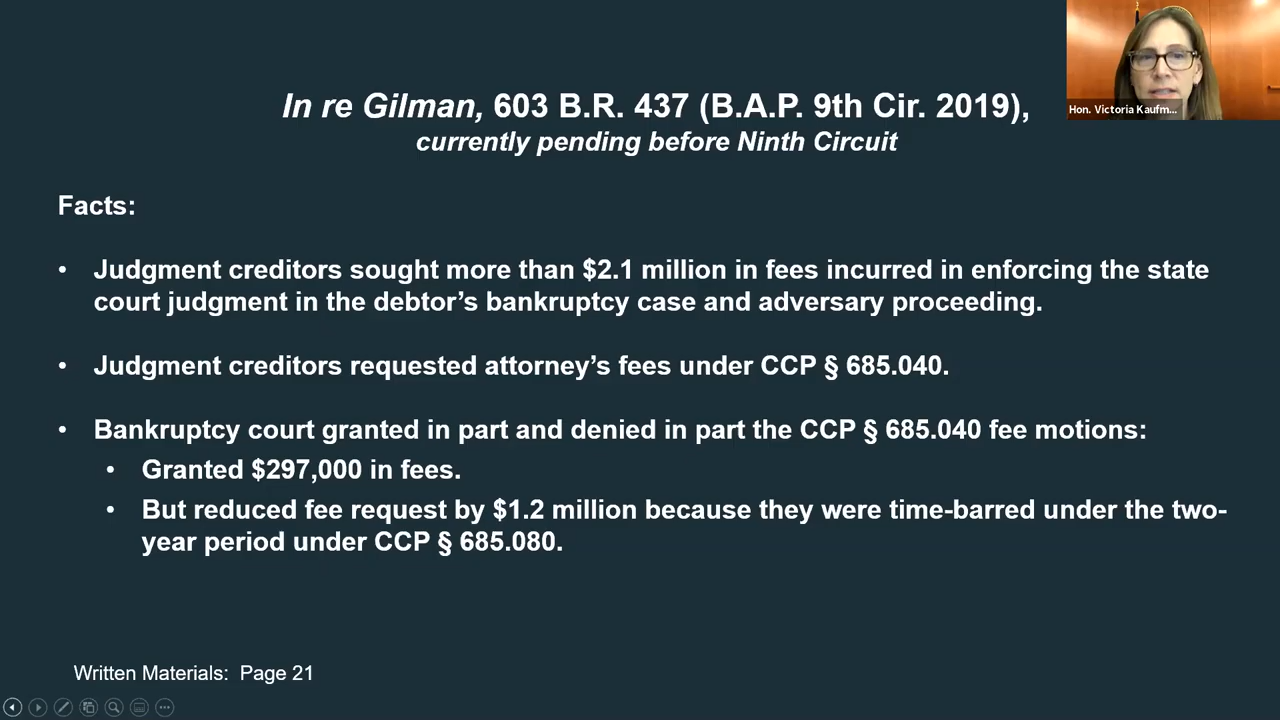 In re Gilman, 603 B.R. 437 (B.A.P. 9th Cir. 2019),
currently pending before Ninth Circuit
Hon. Victoria Kaufm...
Facts:
• Judgment creditors sought more than $2.1 million in fees incurred in enforcing the state
court judgment in the debtor’s bankruptcy case and adversary proceeding.
• Judgment creditors requested attorney’s fees under CCP § 685.040.
• Bankruptcy court granted in part and denied in part the CCP § 685.040 fee motions:
• Granted $297,000 in fees.
• But reduced fee request by $1.2 million because they were time-barred under the two-
year period under CCP § 685.080.
Written Materials: Page 21